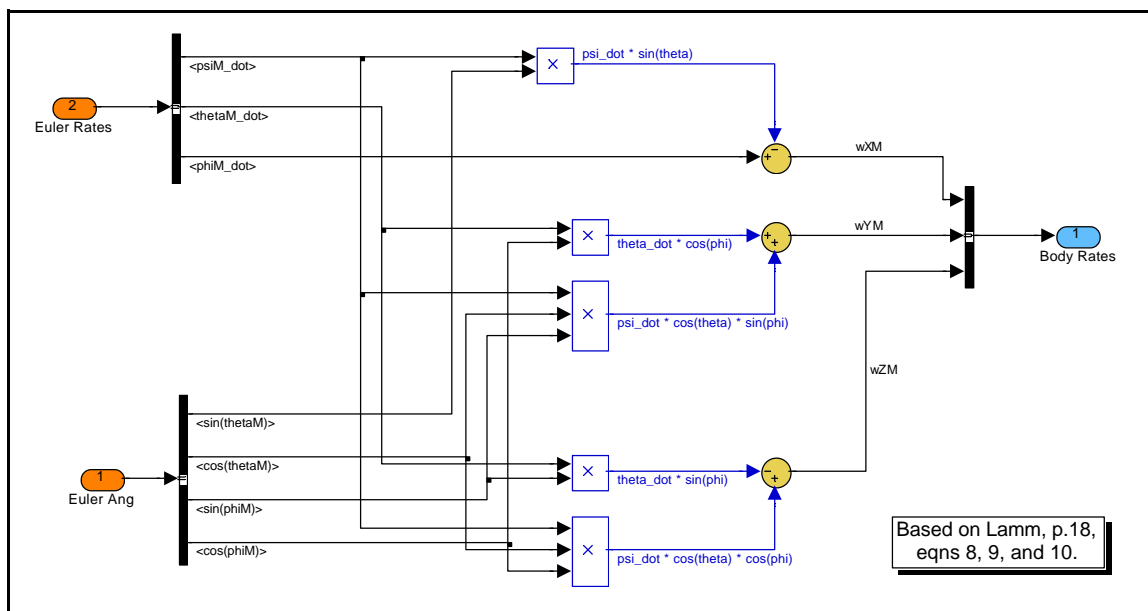 psi_dot * sin(theta)
<psiM_dot>
2
Euler Rates
<thetaM_dot>
<phiM_dot>
wXM
wYM
theta_dot * cos(phi)
1
Body Rates
psi_dot * cos(theta) * sin(phi)
wZM
<sin(thetaM)>
<cos(thetaM)>
1
Euler Ang
theta_dot * sin(phi)
<sin(phiM)>
<cos(phiM)>
psi_dot * cos(theta) * cos(phi)
Based on Lamm, p.18,
eqns 8, 9, and 10.